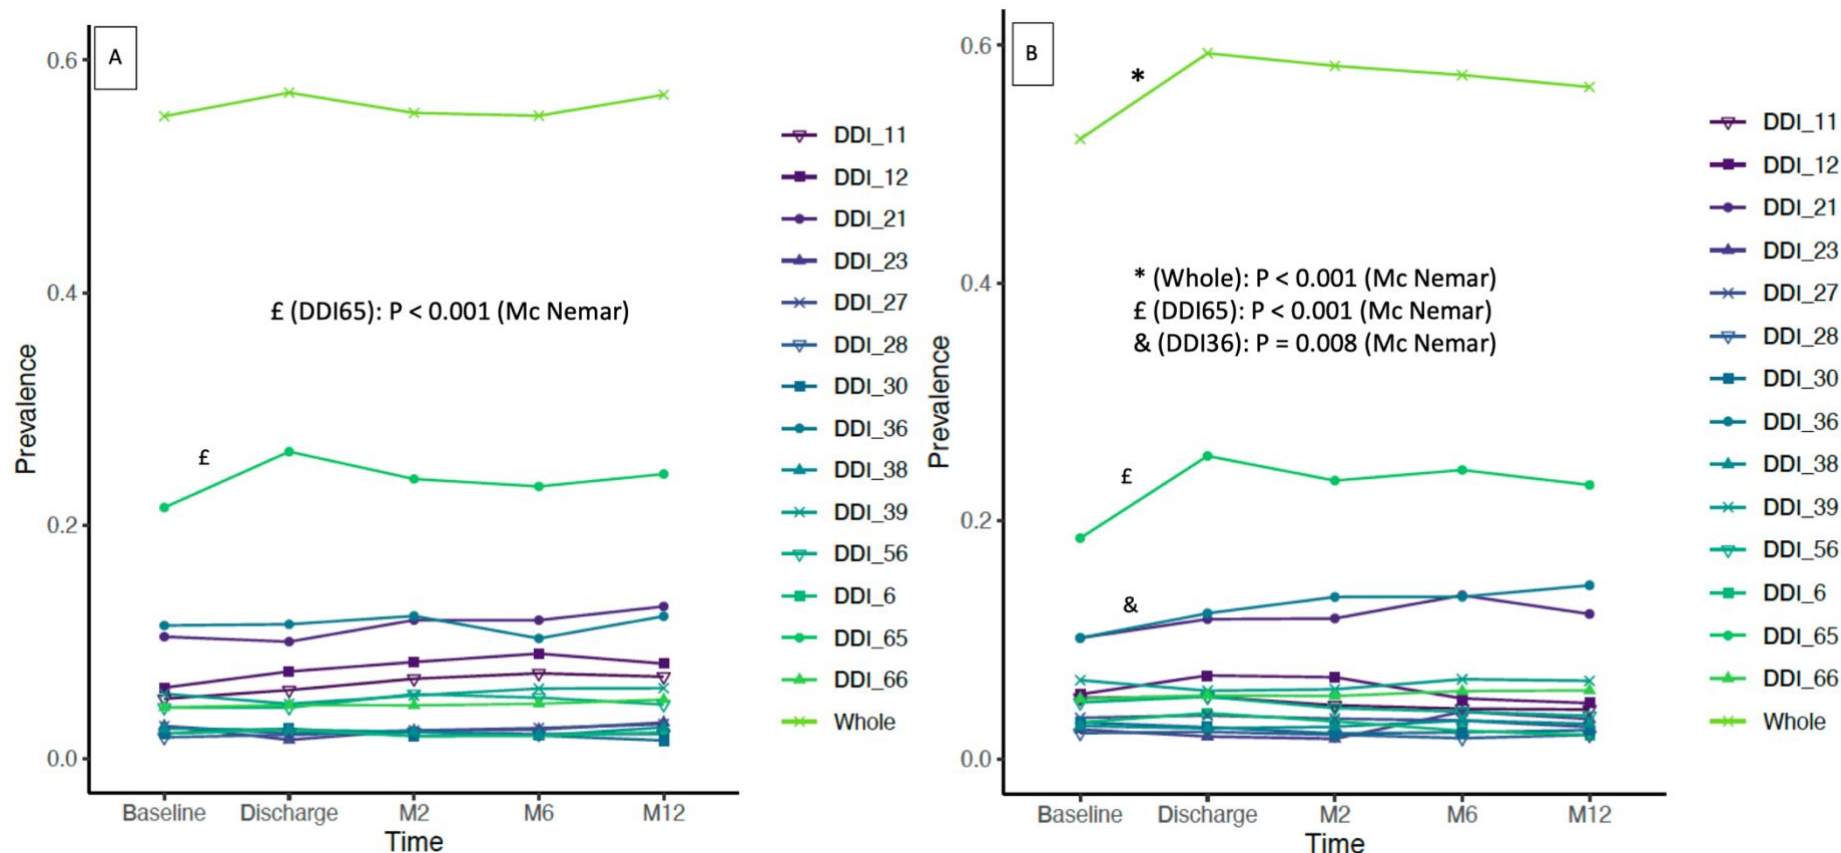 A
0.6
0.4
0.2
0.0
Prevalence
£ (DDI65): P < 0.001 (Mc Nemar)
£
Baseline
Discharge
M2
M6
M12
Time
DDI_11
DDI_12
DDI_21
DDI_23
DDI_27
DDI_28
DDI_30
DDI_36
DDI_38
DDI_39
DDI_56
DDI_6
DDI_65
DDI_66
Whole
B
0.6
0.4
0.2
0.0
Prevalence
*
* (Whole): P < 0.001 (Mc Nemar)
£ (DDI65): P < 0.001 (Mc Nemar)
& (DDI36): P = 0.008 (Mc Nemar)
£
&
Baseline
Discharge
M2
M6
M12
Time
DDI_11
DDI_12
DDI_21
DDI_23
DDI_27
DDI_28
DDI_30
DDI_36
DDI_38
DDI_39
DDI_56
DDI_6
DDI_65
DDI_66
Whole